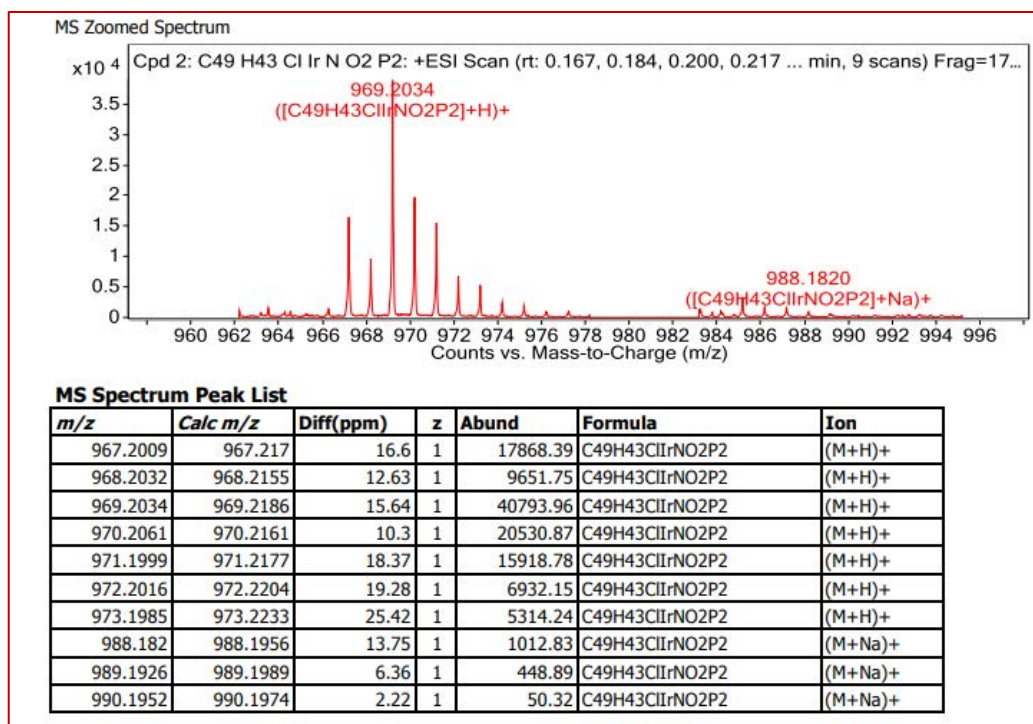 MS Zoomed Spectrum
x10 4
Cpd 2: C49 H43 Cl Ir N O2 P2: +ESI Scan (rt: 0.167, 0.184, 0.200, 0.217 ... min, 9 scans) Frag=17...
969.2034
([C49H43ClIrNO2P2]+H)+
3.5
3
2.5
2
1.5
1
0.5
0
988.1820
([C49H43ClIrNO2P2]+Na)+
960 962 964 966 968 970 972 974 976 978 980 982 984 986 988 990 992 994 996
Counts vs. Mass-to-Charge (m/z)
MS Spectrum Peak List
m/z Calc m/z Diff(ppm) z Abund Formula Ion
967.2009 967.217 16.6 1 17868.39 C49H43ClIrNO2P2 (M+H)+
968.2032 968.2155 12.63 1 9651.75 C49H43ClIrNO2P2 (M+H)+
969.2034 969.2186 15.64 1 40793.96 C49H43ClIrNO2P2 (M+H)+
970.2061 970.2161 10.3 1 20530.87 C49H43ClIrNO2P2 (M+H)+
971.1999 971.2177 18.37 1 15918.78 C49H43ClIrNO2P2 (M+H)+
972.2016 972.2204 19.28 1 6932.15 C49H43ClIrNO2P2 (M+H)+
973.1985 973.2233 25.42 1 5314.24 C49H43ClIrNO2P2 (M+H)+
988.182 988.1956 13.75 1 1012.83 C49H43ClIrNO2P2 (M+Na)+
989.1926 989.1989 6.36 1 448.89 C49H43ClIrNO2P2 (M+Na)+
990.1952 990.1974 2.22 1 50.32 C49H43ClIrNO2P2 (M+Na)+